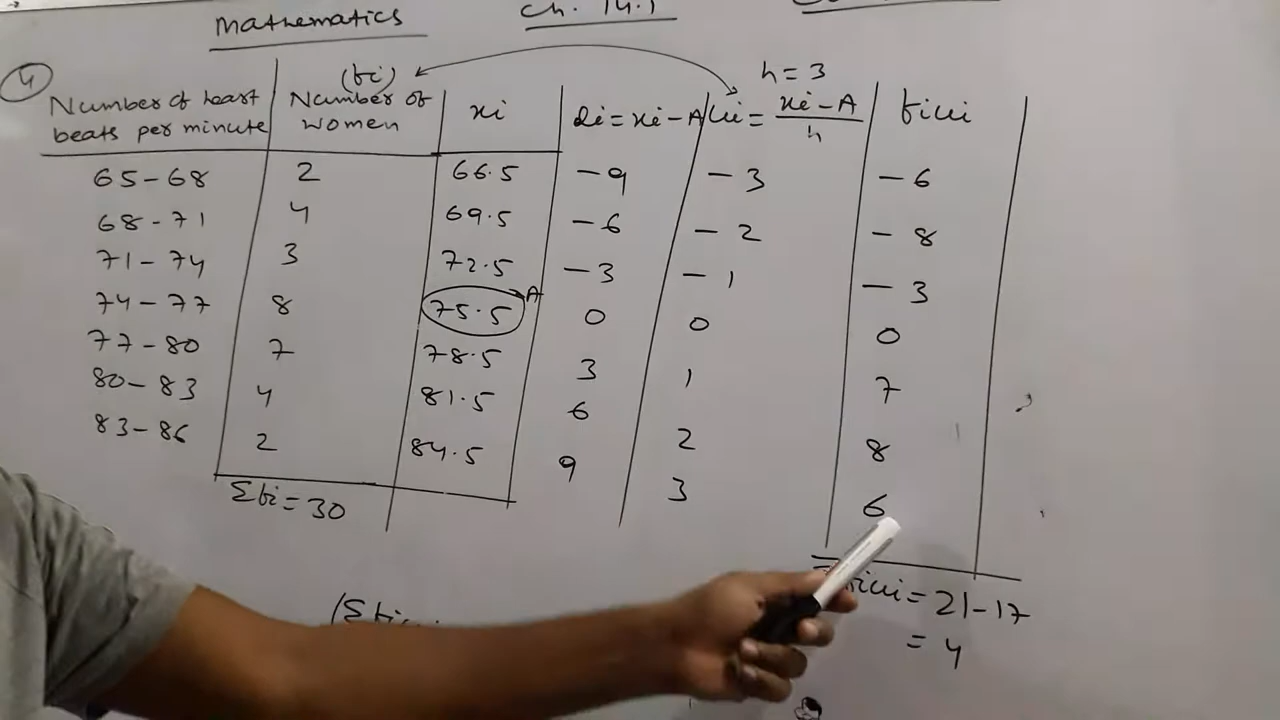 Mathematics
Ch. 14.1
4
(fi)
h = 3
Number of heart beats per minute | Number of women | xi | di = xi - A | ui = xi - A / h | fiui
65-68 2 66.5 -9 -3 -6
68-71 4 69.5 -6 -2 -8
71-74 3 72.5 -3 -1 -3
74-77 8 75.5 → A 0 0 0
77-80 7 78.5 3 1 7
80-83 4 81.5 6 2 8
83-86 2 84.5 9 3 6
Σfi = 30
= 21-17
= 4
(Σfi